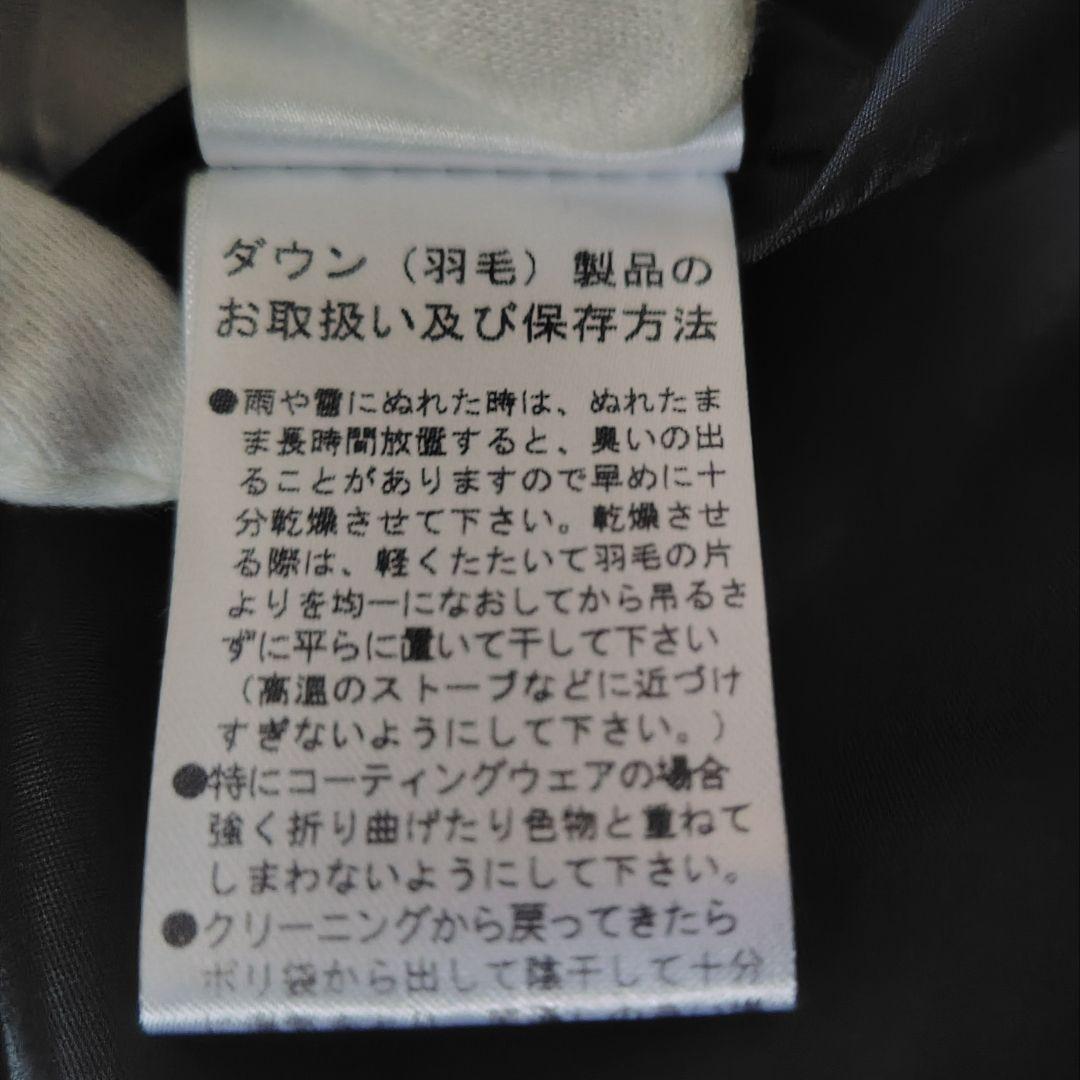 ダウン（羽毛）製品の
お取扱い及び保存方法
●雨や雪にぬれた時は、ぬれたま
ま長時間放置すると、臭いの出
ることがありますので早めに十
分乾燥させて下さい。乾燥させ
る際は、軽くたたいて羽毛の片
よりを均一になおしてから吊るさ
ずに平らに置いて干して下さい
（高温のストーブなどに近づけ
すぎないようにして下さい。）
●特にコーティングウェアの場合
強く折り曲げたり色物と重ねて
しまわないようにして下さい。
●クリーニングから戻ってきたら
ポリ袋から出して陰干して十分